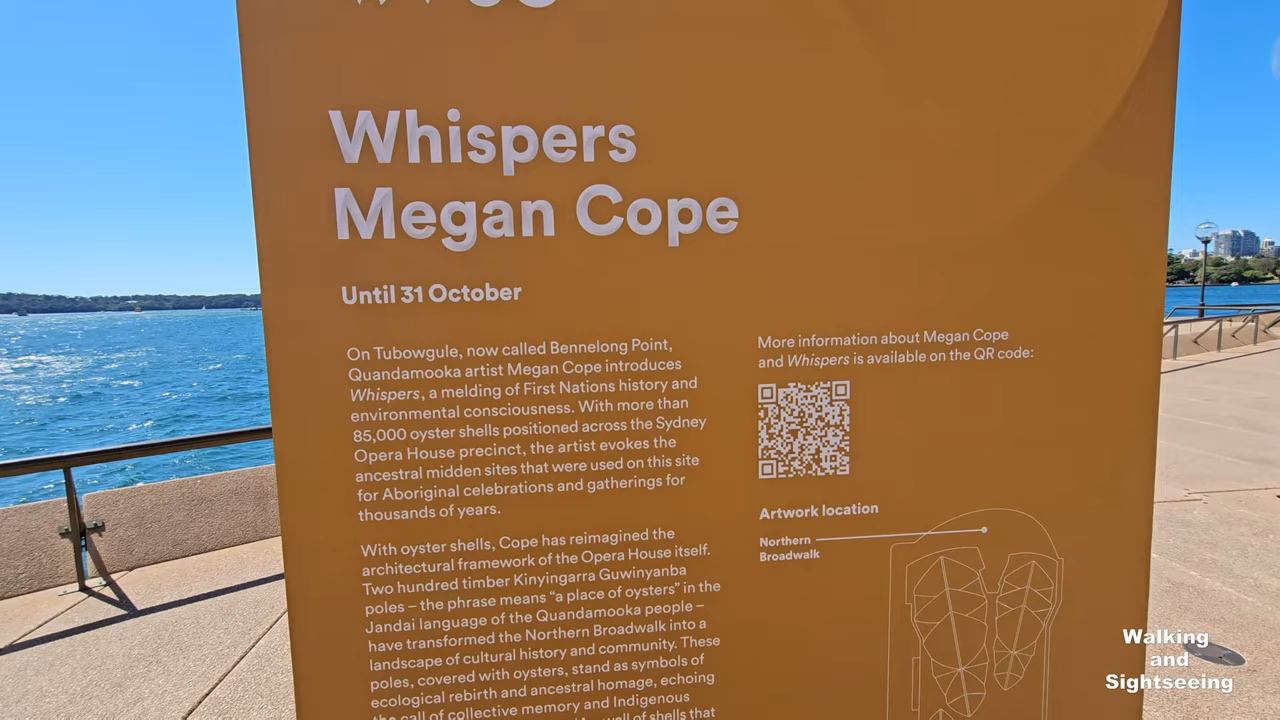 Whispers
Megan Cope
Until 31 October
On Tubowgule, now called Bennelong Point,
Quandamooka artist Megan Cope introduces
Whispers, a melding of First Nations history and
environmental consciousness. With more than
85,000 oyster shells positioned across the Sydney
Opera House precinct, the artist evokes the
ancestral midden sites that were used on this site
for Aboriginal celebrations and gatherings for
thousands of years.
With oyster shells, Cope has reimagined the
architectural framework of the Opera House itself.
Two hundred timber Kinyingarra Guwinyanba
poles – the phrase means “a place of oysters” in the
Jandai language of the Quandamooka people –
have transformed the Northern Broadwalk into a
landscape of cultural history and community. These
poles, covered with oysters, stand as symbols of
ecological rebirth and ancestral homage, echoing
the call of collective memory and Indigenous
wall of shells that
More information about Megan Cope
and Whispers is available on the QR code:
Artwork location
Northern
Broadwalk
Walking
and
Sightseeing